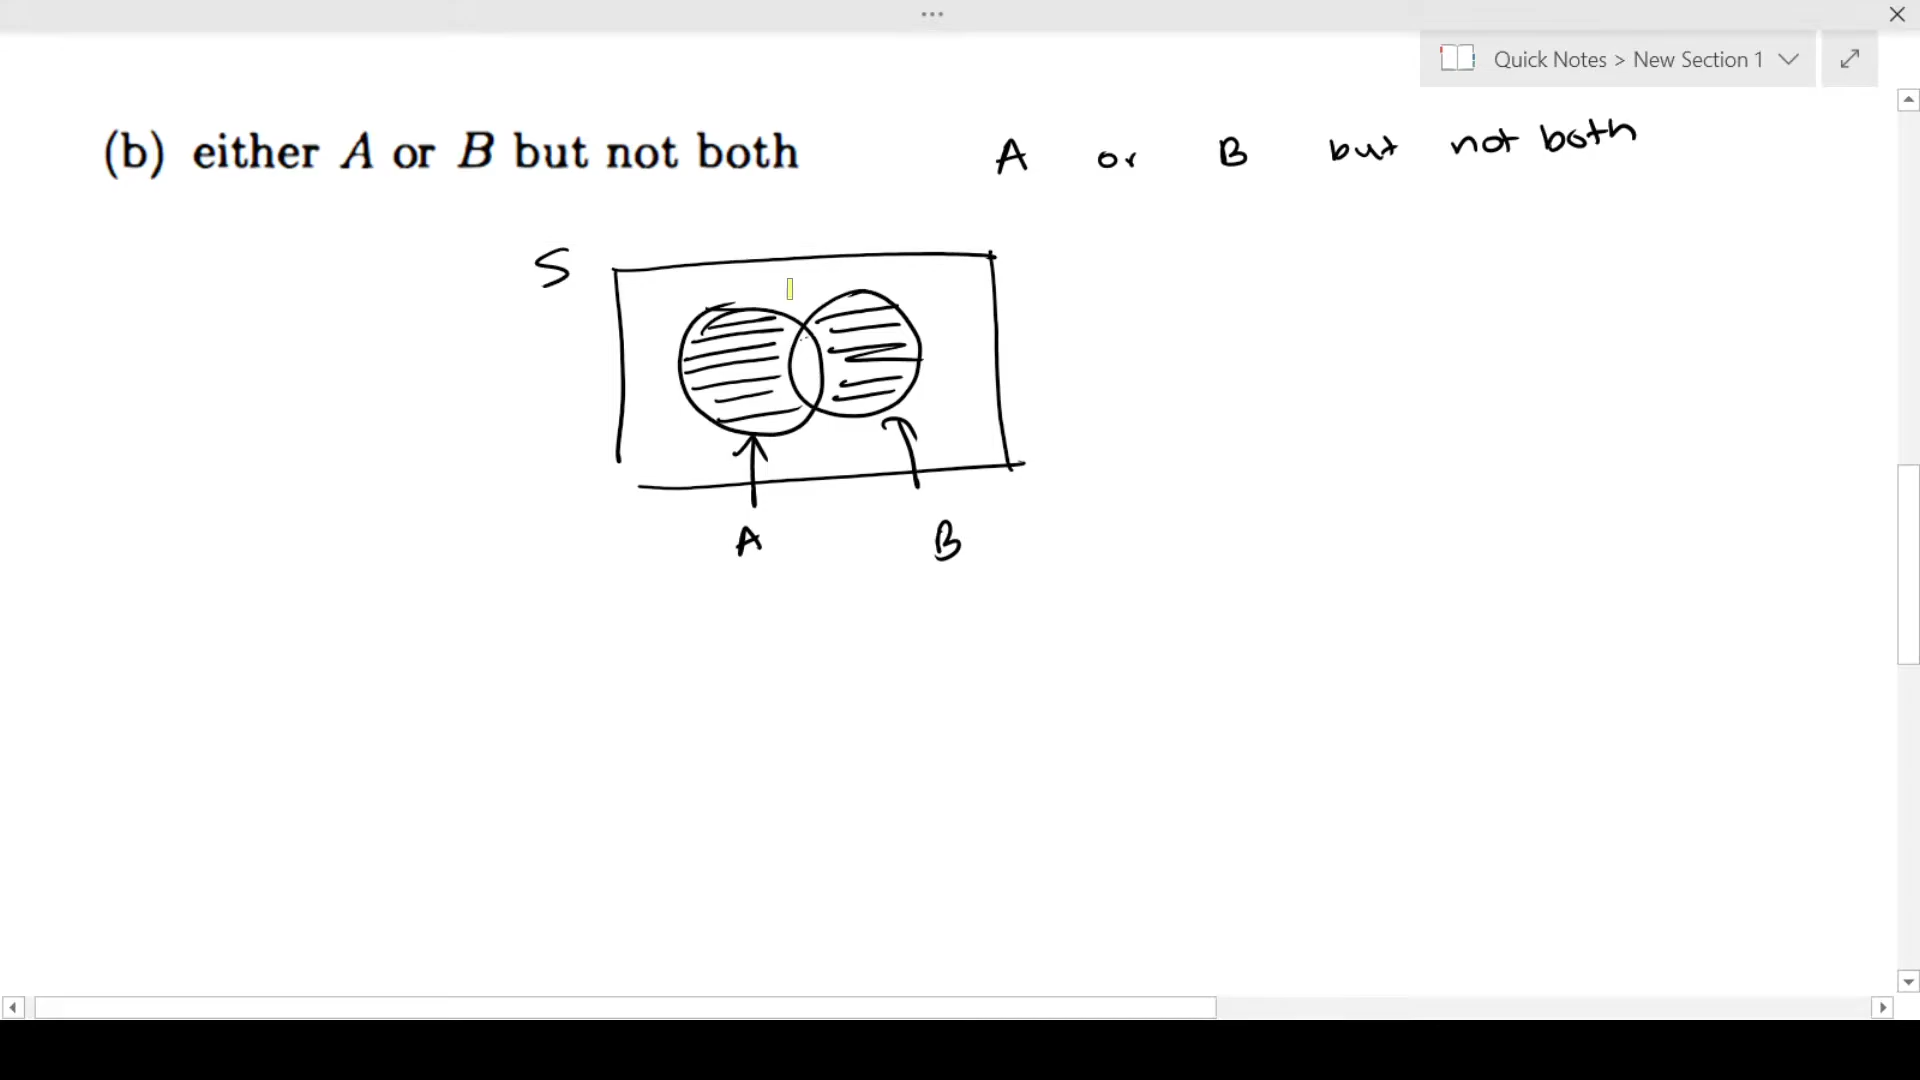 Quick Notes > New Section 1
(b) either A or B but not both
A or B but not both
S
A B